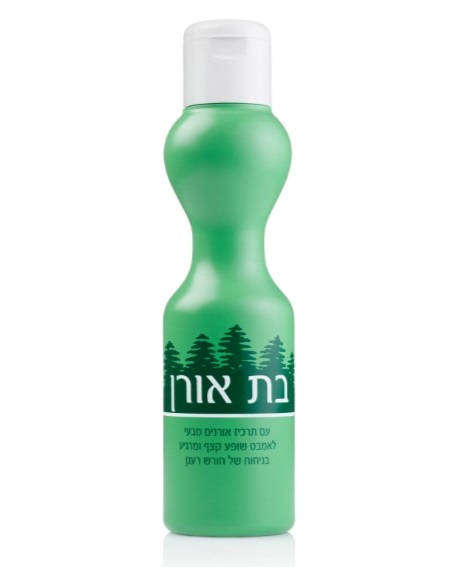 בת אורן
עם תרכיז אורנים טבעי
לאמבט שופע קצף ומרגיע
בניחוח של חורש רענן